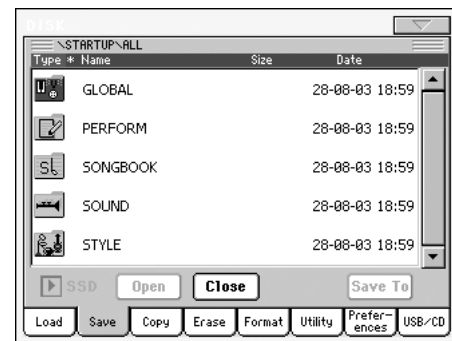 DISK
\STARTUP\ALL
Type * Name Size Date
GLOBAL 28-08-03 18:59
PERFORM 28-08-03 18:59
Sb SONGBOOK 28-08-03 18:59
SOUND 28-08-03 18:59
STYLE 28-08-03 18:59
SSD Open Close Save To
Load Save Copy Erase Format Utility Prefer-ences USB/CD